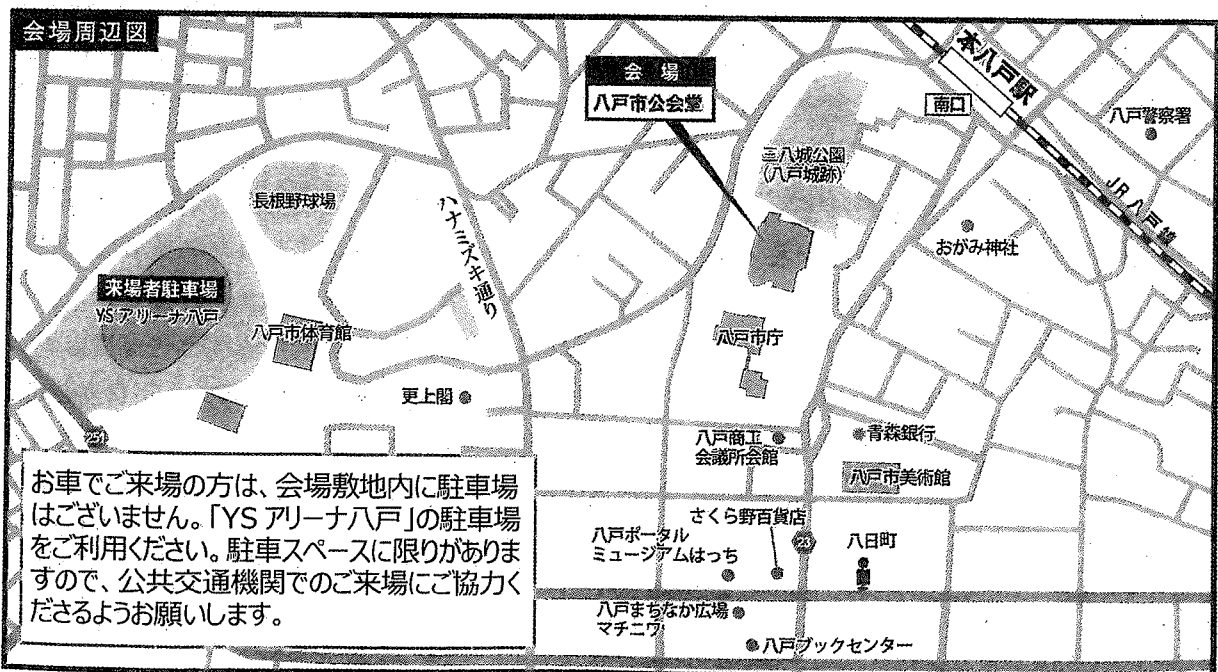 会場周辺図
会場
八戸市公会堂
本八戸駅
南口
八戸警察署
三八城公園
(八戸城跡)
JR八戸線
長根野球場
ハナミズキ通り
おがみ神社
来場者駐車場
YSアリーナ八戸
八戸市体育館
八戸市庁
更上閣
251
八戸商工
会議所会館
青森銀行
八戸市美術館
お車でご来場の方は、会場敷地内に駐車場
はございません。「YSアリーナ八戸」の駐車場
をご利用ください。駐車スペースに限りがありま
すので、公共交通機関でのご来場にご協力く
ださるようお願いします。
さくら野百貨店
八戸ポータル
ミュージアムはっち
23
八日町
八戸まちなか広場
マチニワ
八戸ブックセンター